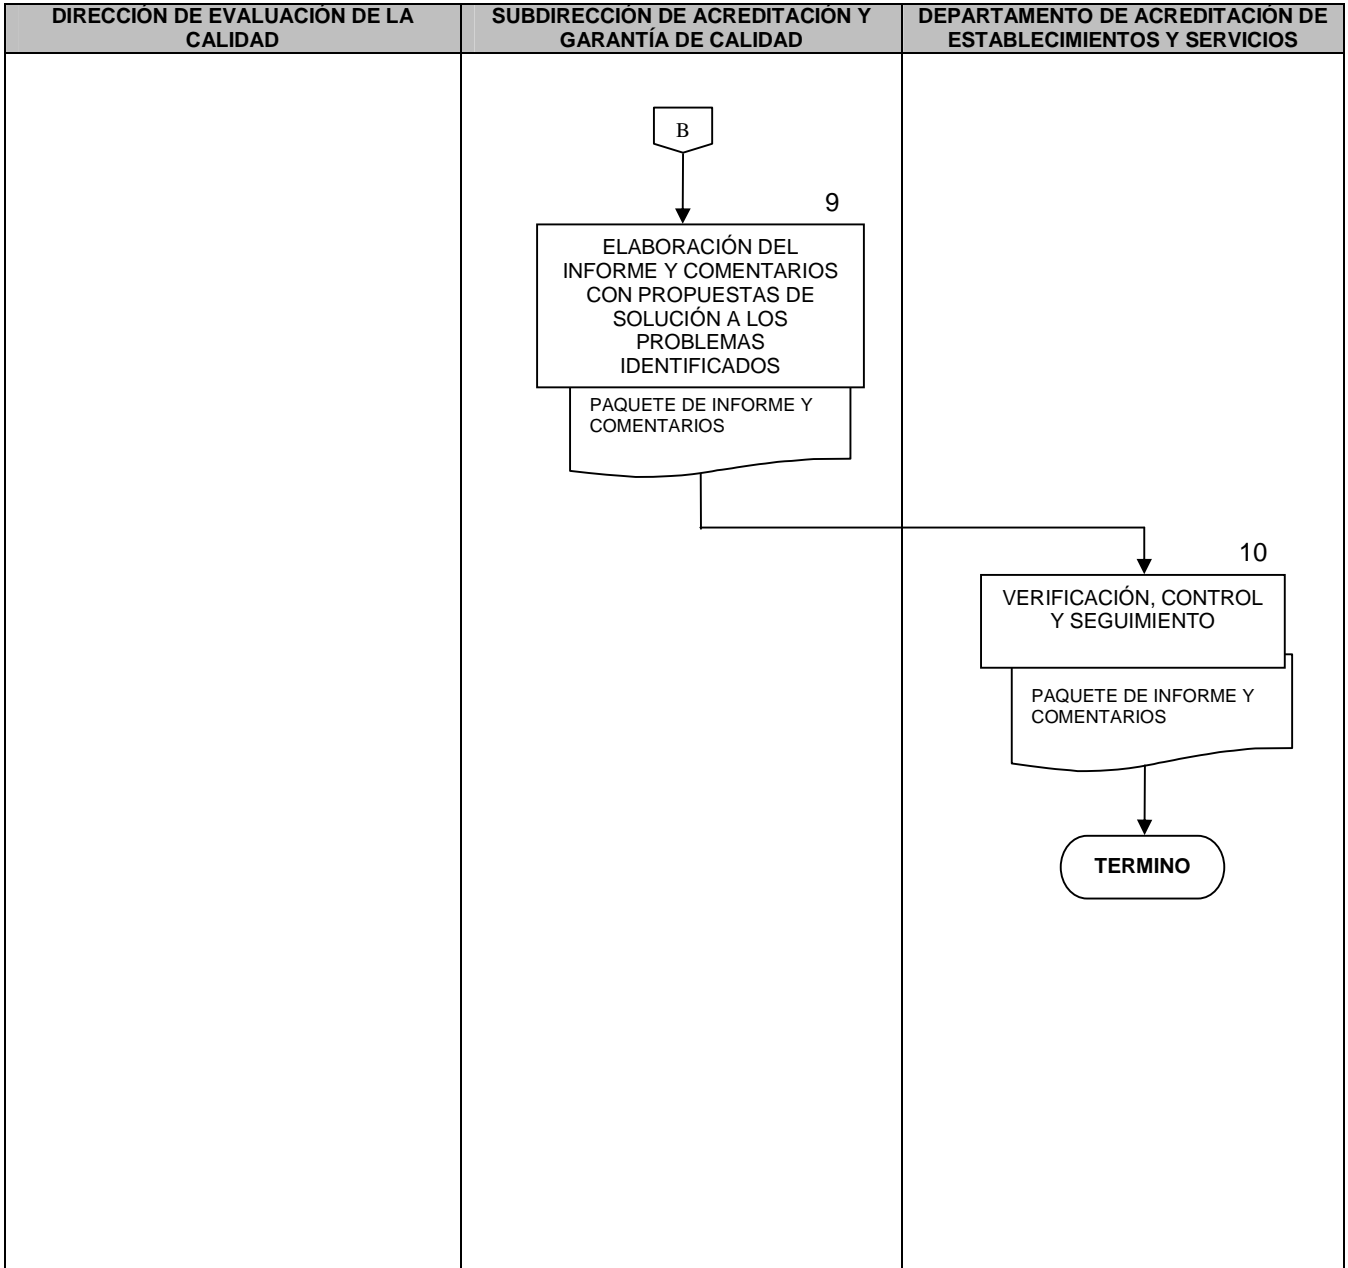 DIRECCIÓN DE EVALUACIÓN DE LA
CALIDAD
SUBDIRECCIÓN DE ACREDITACIÓN Y
GARANTÍA DE CALIDAD
DEPARTAMENTO DE ACREDITACIÓN DE
ESTABLECIMIENTOS Y SERVICIOS
B
9
ELABORACIÓN DEL
INFORME Y COMENTARIOS
CON PROPUESTAS DE
SOLUCIÓN A LOS
PROBLEMAS
IDENTIFICADOS
PAQUETE DE INFORME Y
COMENTARIOS
10
VERIFICACIÓN, CONTROL
Y SEGUIMIENTO
PAQUETE DE INFORME Y
COMENTARIOS
TERMINO